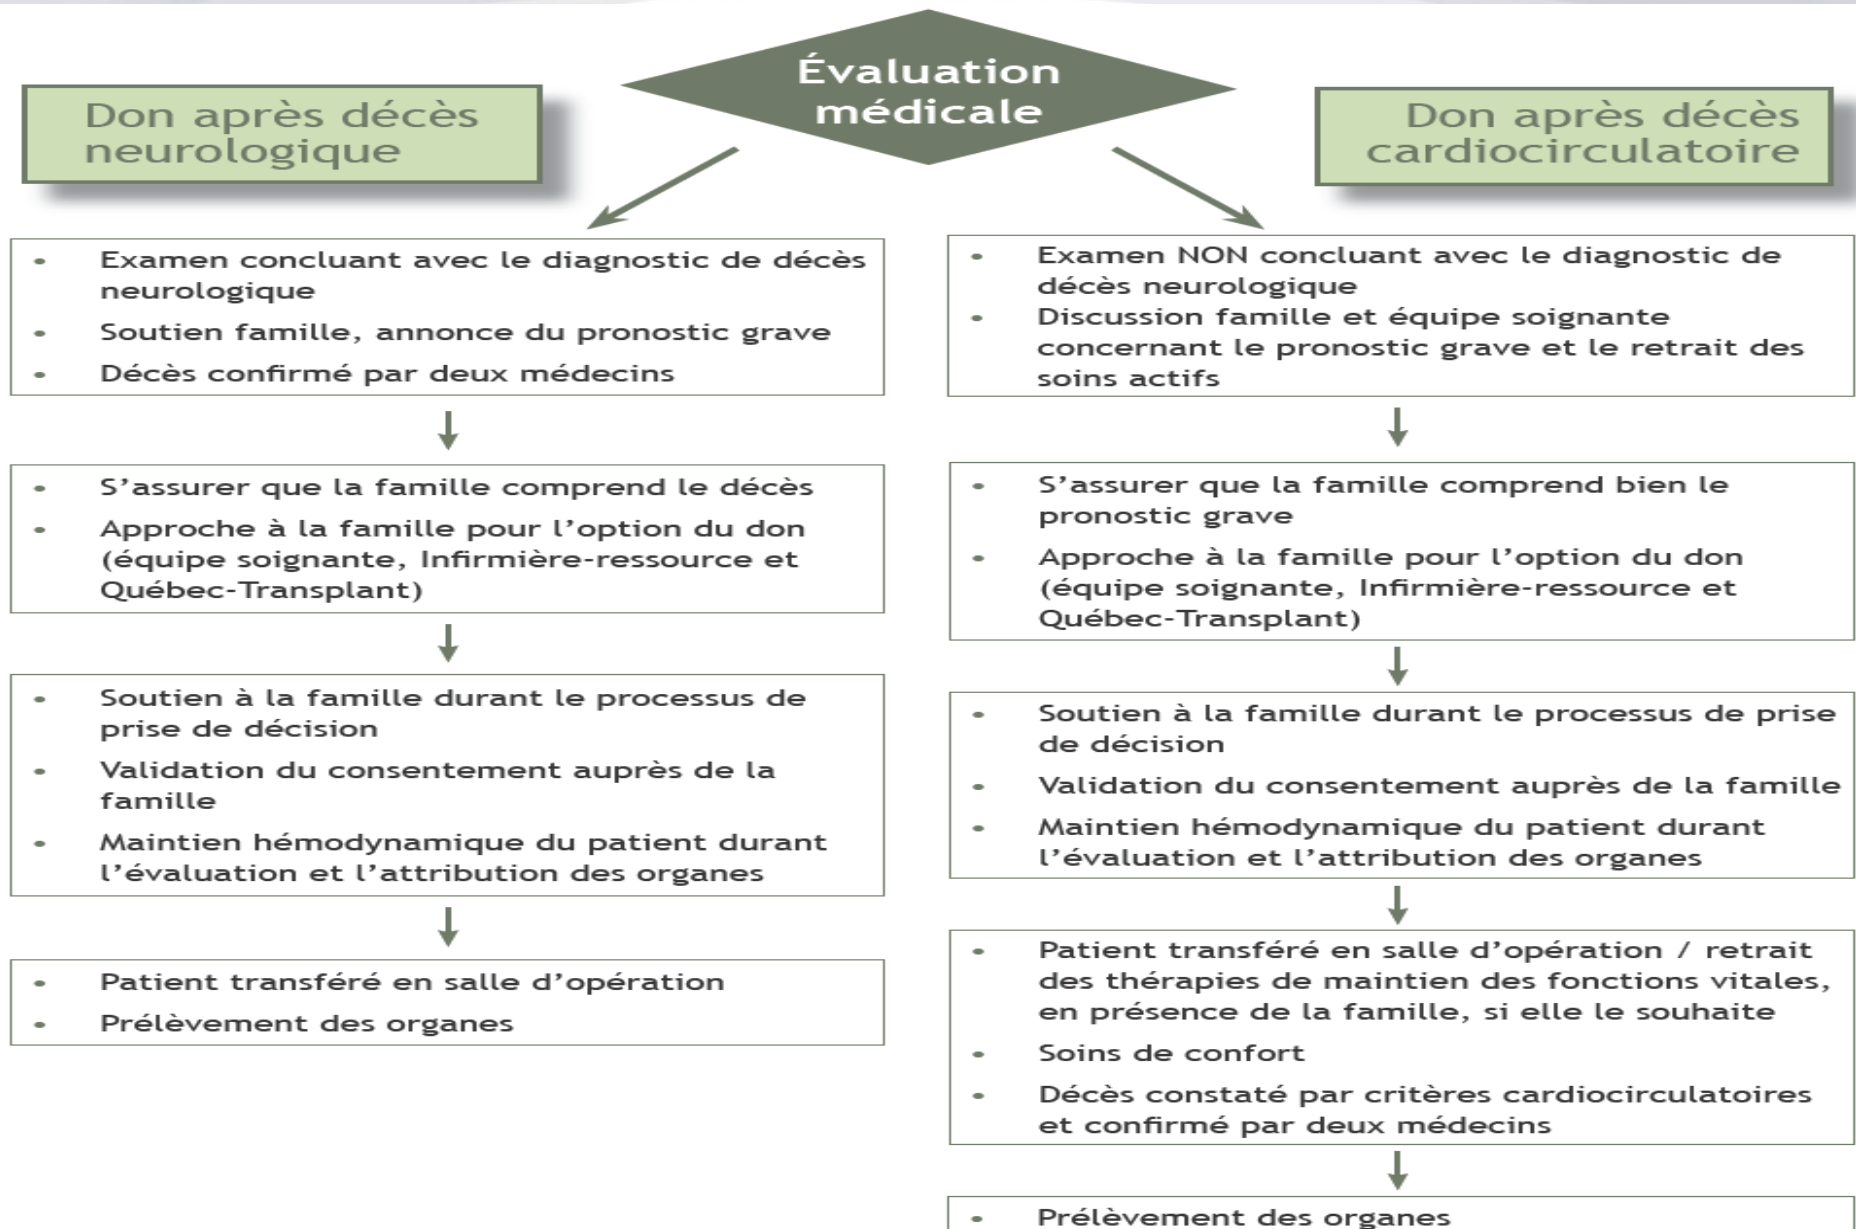 Évaluation
médicale
Don après décès
neurologique
Don après décès
cardiocirculatoire
• Examen concluant avec le diagnostic de décès
neurologique
• Soutien famille, annonce du pronostic grave
• Décès confirmé par deux médecins
• S’assurer que la famille comprend le décès
• Approche à la famille pour l’option du don
(équipe soignante, Infirmière-ressource et
Québec-Transplant)
• Soutien à la famille durant le processus de
prise de décision
• Validation du consentement auprès de la
famille
• Maintien hémodynamique du patient durant
l’évaluation et l’attribution des organes
• Patient transféré en salle d’opération
• Prélèvement des organes
• Examen NON concluant avec le diagnostic de
décès neurologique
• Discussion famille et équipe soignante
concernant le pronostic grave et le retrait des
soins actifs
• S’assurer que la famille comprend bien le
pronostic grave
• Approche à la famille pour l’option du don
(équipe soignante, Infirmière-ressource et
Québec-Transplant)
• Soutien à la famille durant le processus de prise
de décision
• Validation du consentement auprès de la famille
• Maintien hémodynamique du patient durant
l’évaluation et l’attribution des organes
• Patient transféré en salle d’opération / retrait
des thérapies de maintien des fonctions vitales,
en présence de la famille, si elle le souhaite
• Soins de confort
• Décès constaté par critères cardiocirculatoires
et confirmé par deux médecins
• Prélèvement des organes